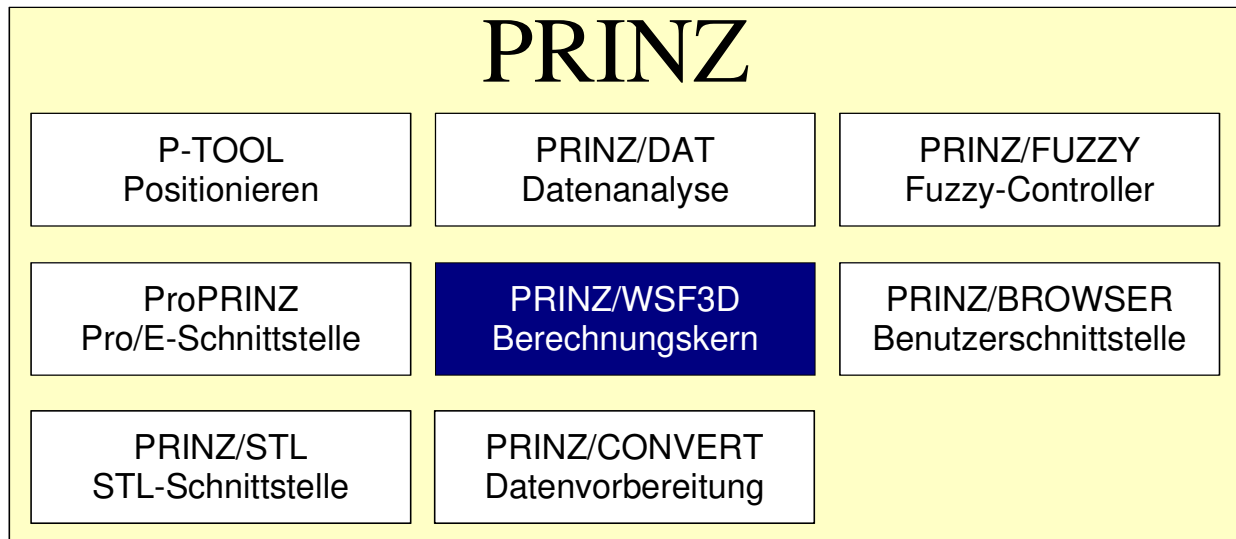 PRINZ
P-TOOL
Positionieren
PRINZ/DAT
Datenanalyse
PRINZ/FUZZY
Fuzzy-Controller
ProPRINZ
Pro/E-Schnittstelle
PRINZ/WSF3D
Berechnungskern
PRINZ/BROWSER
Benutzerschnittstelle
PRINZ/STL
STL-Schnittstelle
PRINZ/CONVERT
Datenvorbereitung